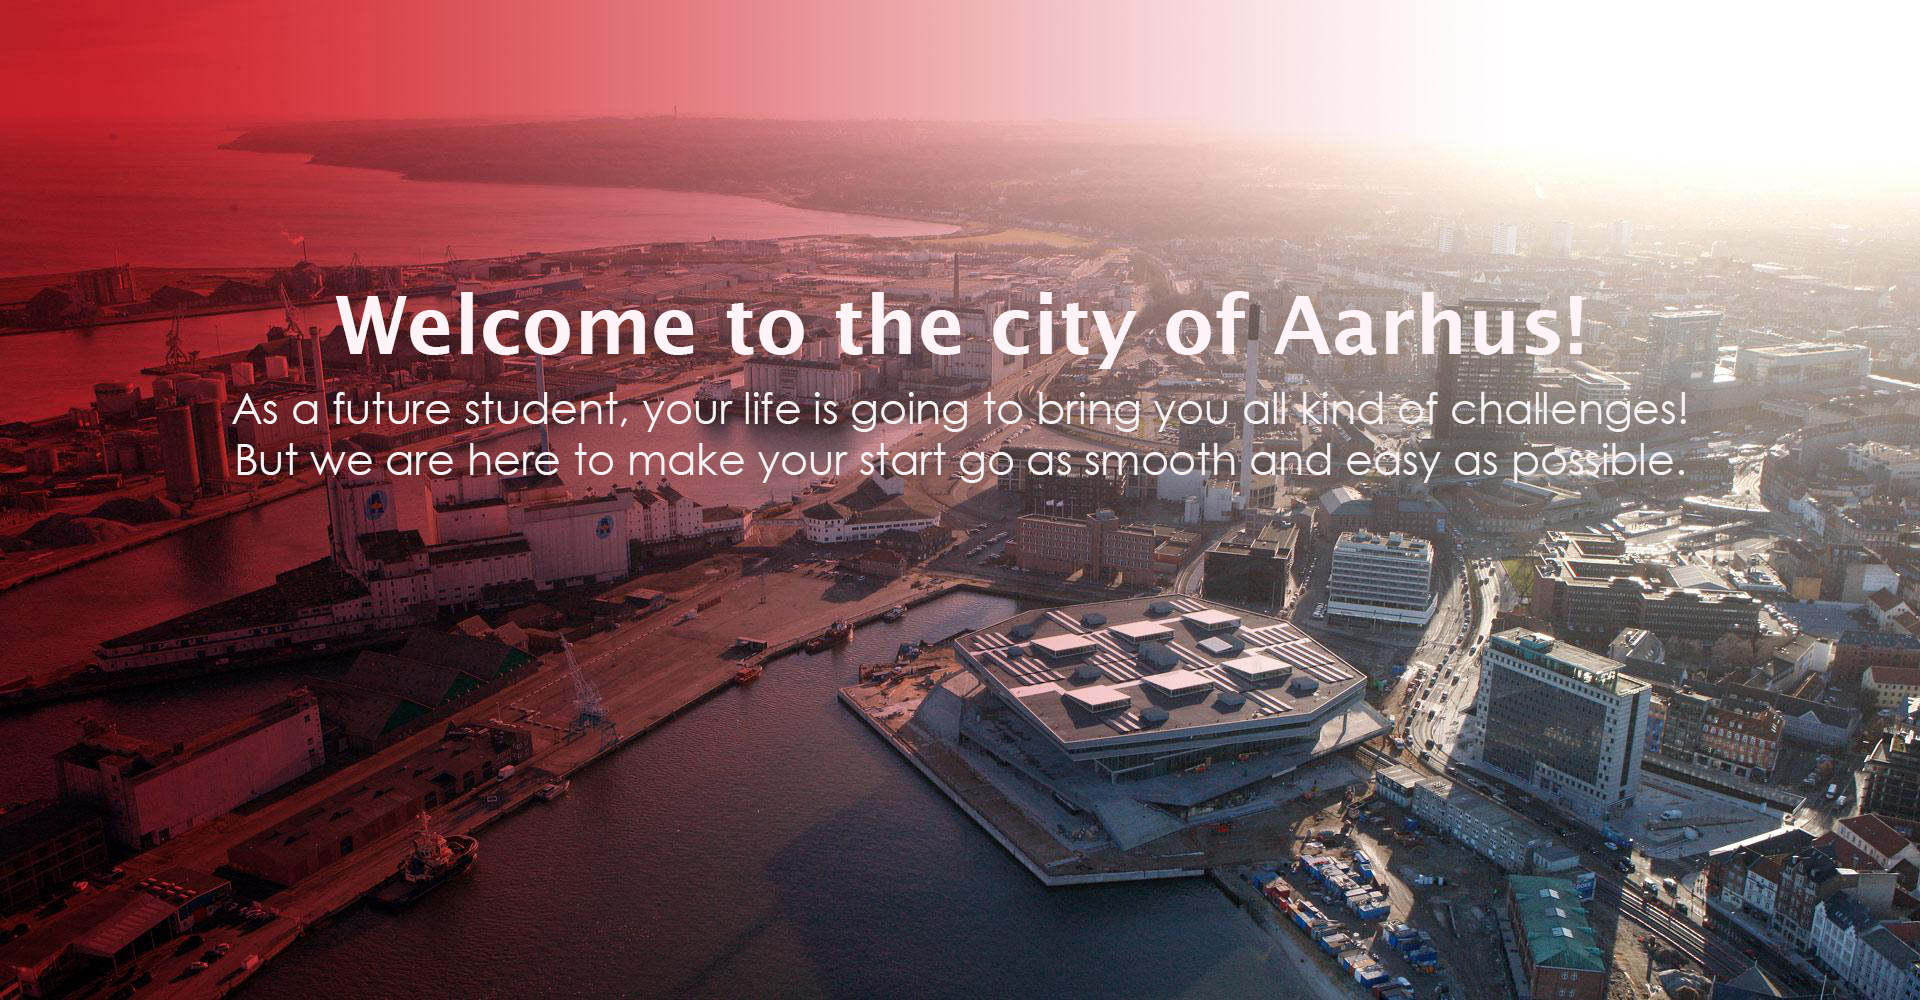 Welcome to the city of Aarhus!
As a future student, your life is going to bring you all kind of challenges!
But we are here to make your start go as smooth and easy as possible.
Finnlines